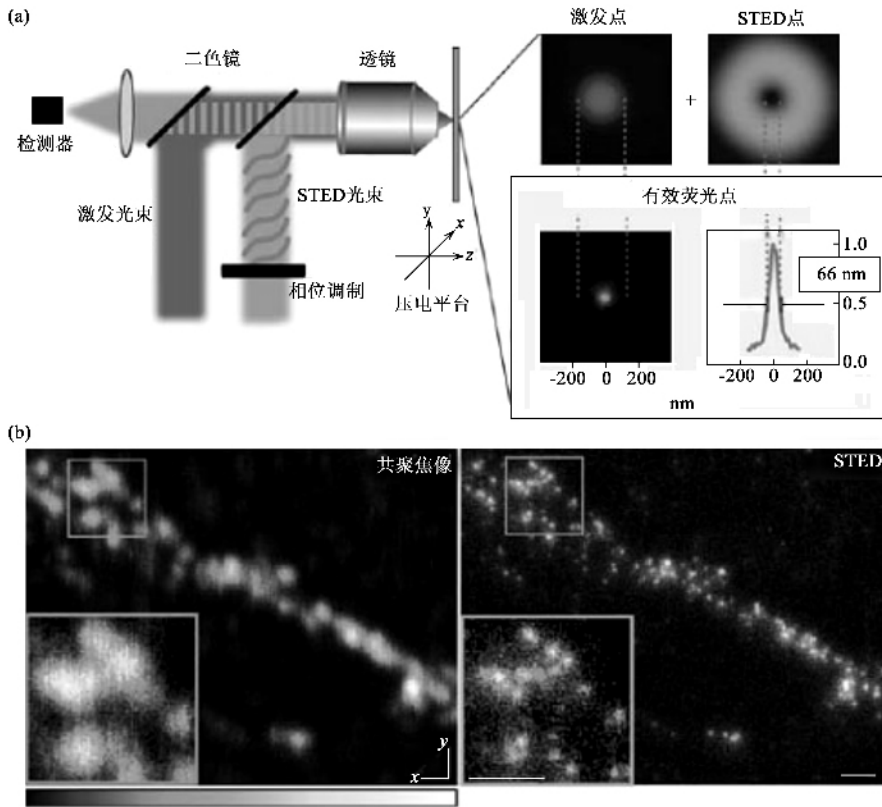 (a)
激发点
STED点
二色镜
透镜
+
检测器
激发光束
STED光束
相位调制
y
x
z
压电平台
有效荧光点
1.0
66 nm
0.5
0.0
-200 0 200
-200 0 200
nm
(b)
共聚焦像
STED
y
x